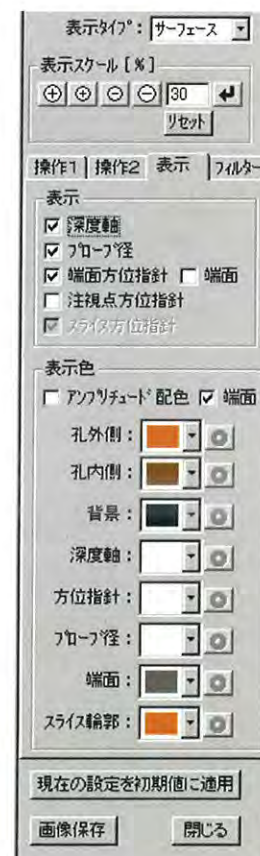 表示ﾀｲﾌﾟ： ｻｰﾌｪｰｽ
表示スケール [%]
30
ﾘｾｯﾄ
操作1 操作2 表示 ﾌｨﾙﾀｰ
表示
深度軸
ﾌﾟﾛｰﾌﾞ径
端面方位指針 端面
注視点方位指針
ｽﾗｲｽ方位指針
表示色
ｱﾝﾌﾟﾘﾁｭｰﾄﾞ配色 端面
孔外側：
孔内側：
背景：
深度軸：
方位指針：
ﾌﾟﾛｰﾌﾞ径：
端面：
ｽﾗｲｽ輪郭：
現在の設定を初期値に適用
画像保存 閉じる